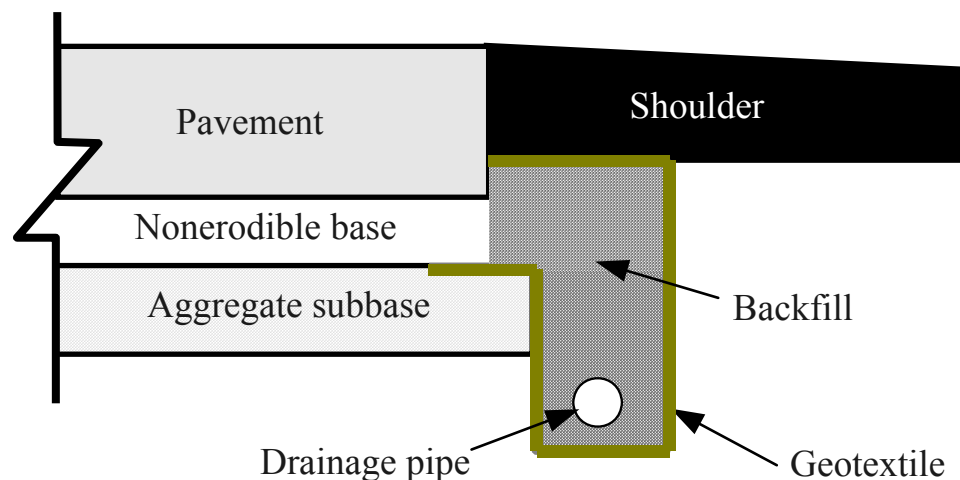 Shoulder
Pavement
Nonerodible base
Aggregate subbase
Backfill
Drainage pipe
Geotextile